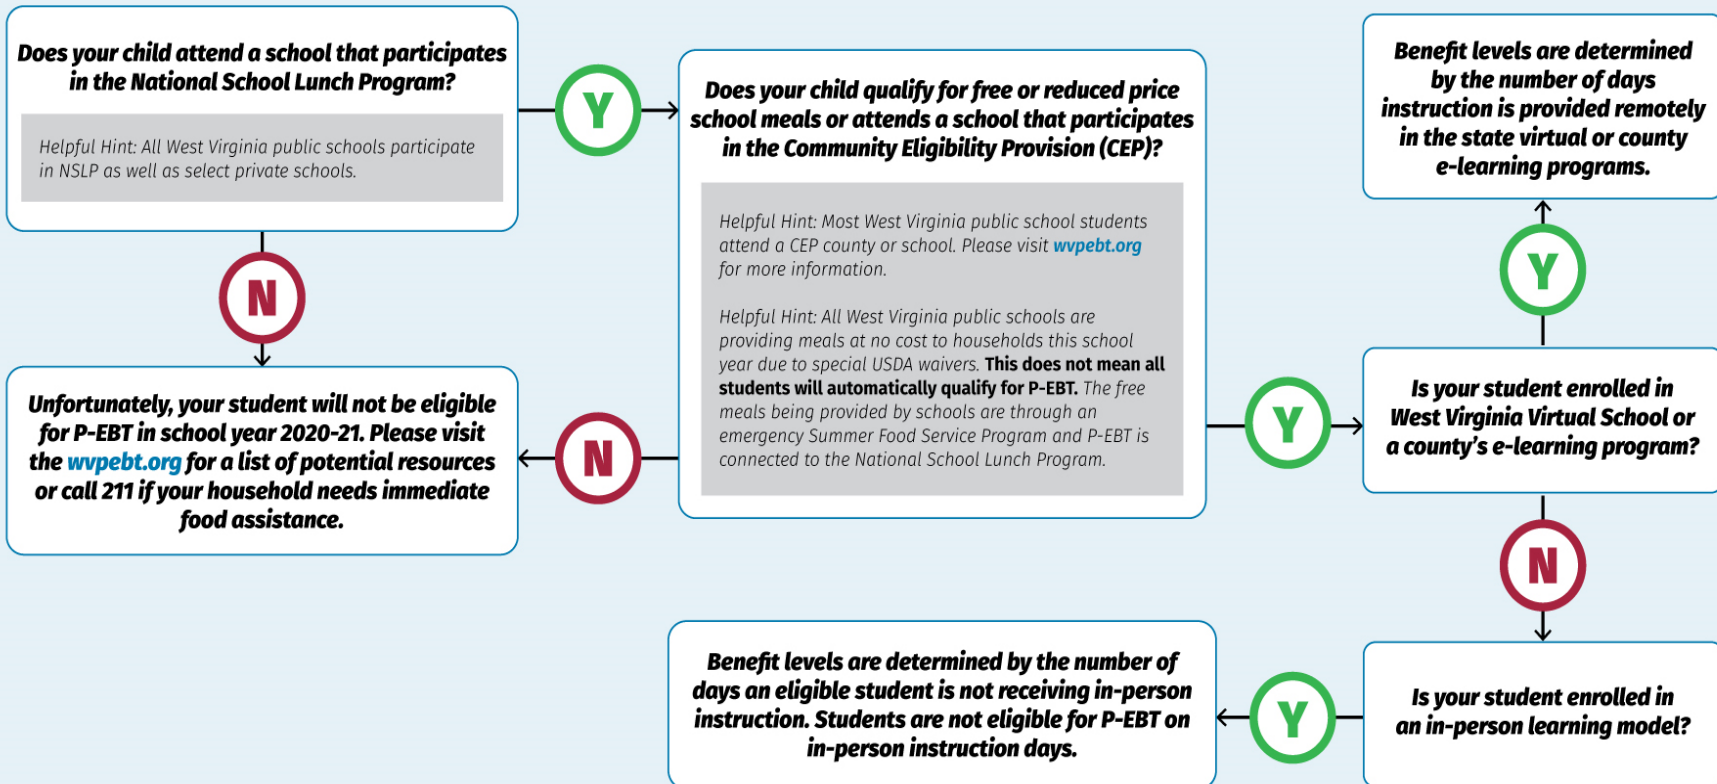 Does your child attend a school that participates
in the National School Lunch Program?
Helpful Hint: All West Virginia public schools participate
in NSLP as well as select private schools.
Y
N
Does your child qualify for free or reduced price
school meals or attends a school that participates
in the Community Eligibility Provision (CEP)?
Helpful Hint: Most West Virginia public school students
attend a CEP county or school. Please visit wvpebt.org
for more information.
Helpful Hint: All West Virginia public schools are
providing meals at no cost to households this school
year due to special USDA waivers. This does not mean all
students will automatically qualify for P-EBT. The free
meals being provided by schools are through an
emergency Summer Food Service Program and P-EBT is
connected to the National School Lunch Program.
N
Unfortunately, your student will not be eligible
for P-EBT in school year 2020-21. Please visit
the wvpebt.org for a list of potential resources
or call 211 if your household needs immediate
food assistance.
Y
Is your student enrolled in
West Virginia Virtual School or
a county's e-learning program?
Y
Benefit levels are determined
by the number of days
instruction is provided remotely
in the state virtual or county
e-learning programs.
N
Is your student enrolled in
an in-person learning model?
Y
Benefit levels are determined by the number of
days an eligible student is not receiving in-person
instruction. Students are not eligible for P-EBT on
in-person instruction days.